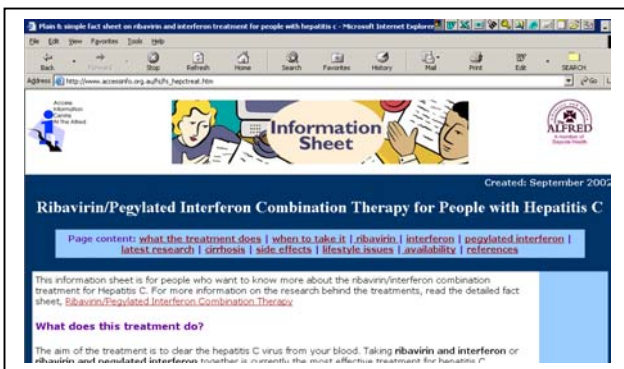 Plain & simple fact sheet on ribavirin and interferon treatment for people with hepatitis c - Microsoft Internet Explorer
File Edit View Favorites Tools Help
Back Forward Stop Refresh Home Search Favorites History Mail Print Edit SEARCH
Address http://www.accessinfo.org.au/fs/fs_hepctreat.htm Go
Access
Information
Centre
At The Alfred
Information
Sheet
ALFRED
A member of
Bayside Health
Created: September 2002
Ribavirin/Pegylated Interferon Combination Therapy for People with Hepatitis C
Page content: what the treatment does | when to take it | ribavirin | interferon | pegylated interferon |
latest research | cirrhosis | side effects | lifestyle issues | availability | references
This information sheet is for people who want to know more about the ribavirin/interferon combination
treatment for Hepatitis C. For more information on the research behind the treatments, read the detailed fact
sheet, Ribavirin/Pegylated Interferon Combination Therapy
What does this treatment do?
The aim of the treatment is to clear the hepatitis C virus from your blood. Taking ribavirin and interferon or
ribavirin and pegylated interferon together is currently the most effective treatment for hepatitis C.